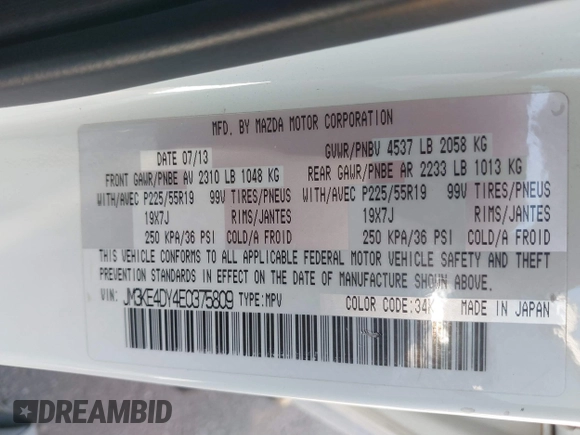 MFD. BY MAZDA MOTOR CORPORATION
DATE 07/13 GVWR/PNBV 4537 LB 2058 KG
FRONT GAWR/PNBE AV 2310 LB 1048 KG REAR GAWR/PNBE AR 2233 LB 1013 KG
WITH/AVEC P225/55R19 99V TIRES/PNEUS WITH/AVEC P225/55R19 99V TIRES/PNEUS
19X7J RIMS/JANTES 19X7J RIMS/JANTES
250 KPA/36 PSI COLD/A FROID 250 KPA/36 PSI COLD/A FROID
THIS VEHICLE CONFORMS TO ALL APPLICABLE FEDERAL MOTOR VEHICLE SAFETY AND THEFT
PREVENTION STANDARDS IN EFFECT ON THE DATE OF MANUFACTURE SHOWN ABOVE.
VIN: JM3KE4DY4E0375809 TYPE: MPV COLOR CODE: 34K MADE IN JAPAN
DREAMBID